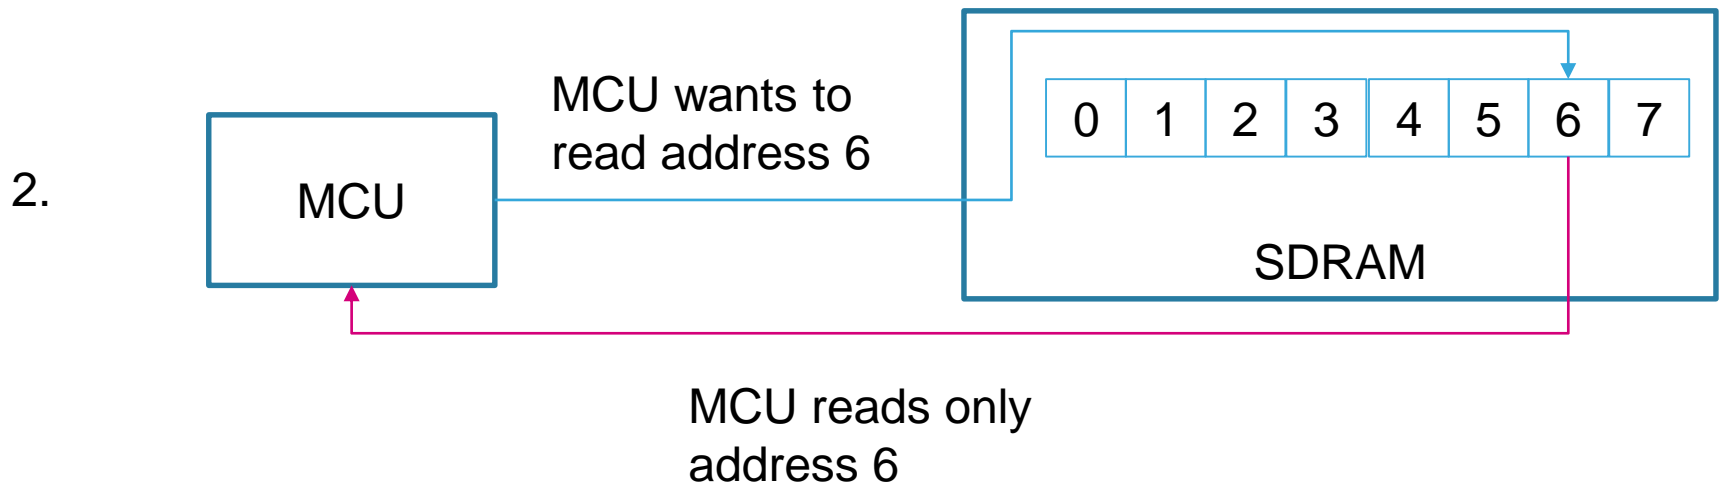 2.
MCU
MCU wants to
read address 6
0 1 2 3 4 5 6 7
SDRAM
MCU reads only
address 6